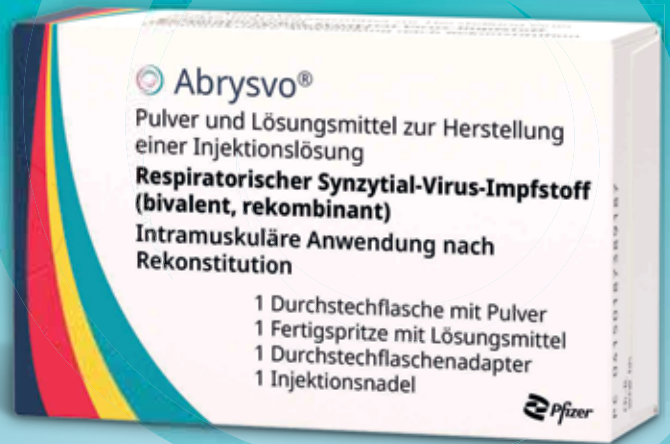 Abrysvo®
Pulver und Lösungsmittel zur Herstellung
einer Injektionslösung
Respiratorischer Synzytial-Virus-Impfstoff
(bivalent, rekombinant)
Intramuskuläre Anwendung nach
Rekonstitution
1 Durchstechflasche mit Pulver
1 Fertigspritze mit Lösungsmittel
1 Durchstechflaschenadapter
1 Injektionsnadel
Pfizer